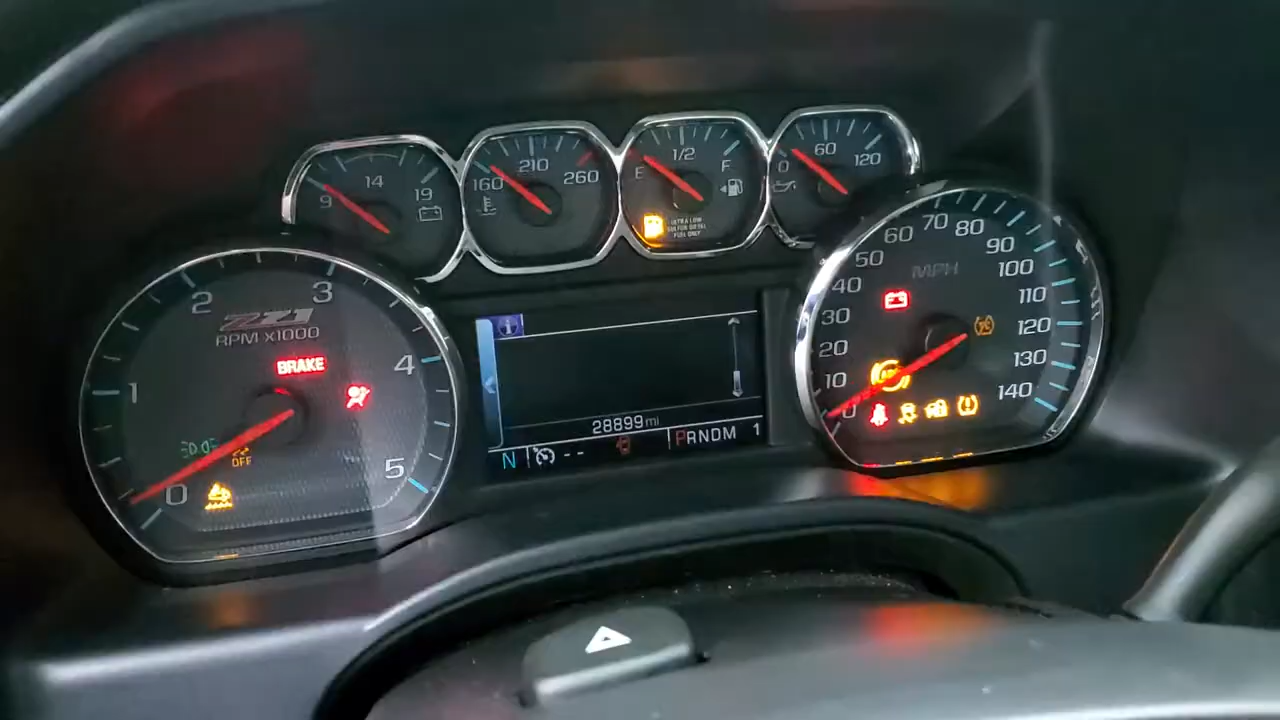 14
9
19
210
160
260
1/2
E
F
ULTRA LOW
SULFUR DIESEL
FUEL ONLY
60
0
120
2
3
Z71
RPM X1000
BRAKE
1
4
OFF
5
0
28899 mi
N
--
PRNDM 1
70
60
80
50
90
MPH
40
100
30
110
20
120
130
10
140
0
ABS